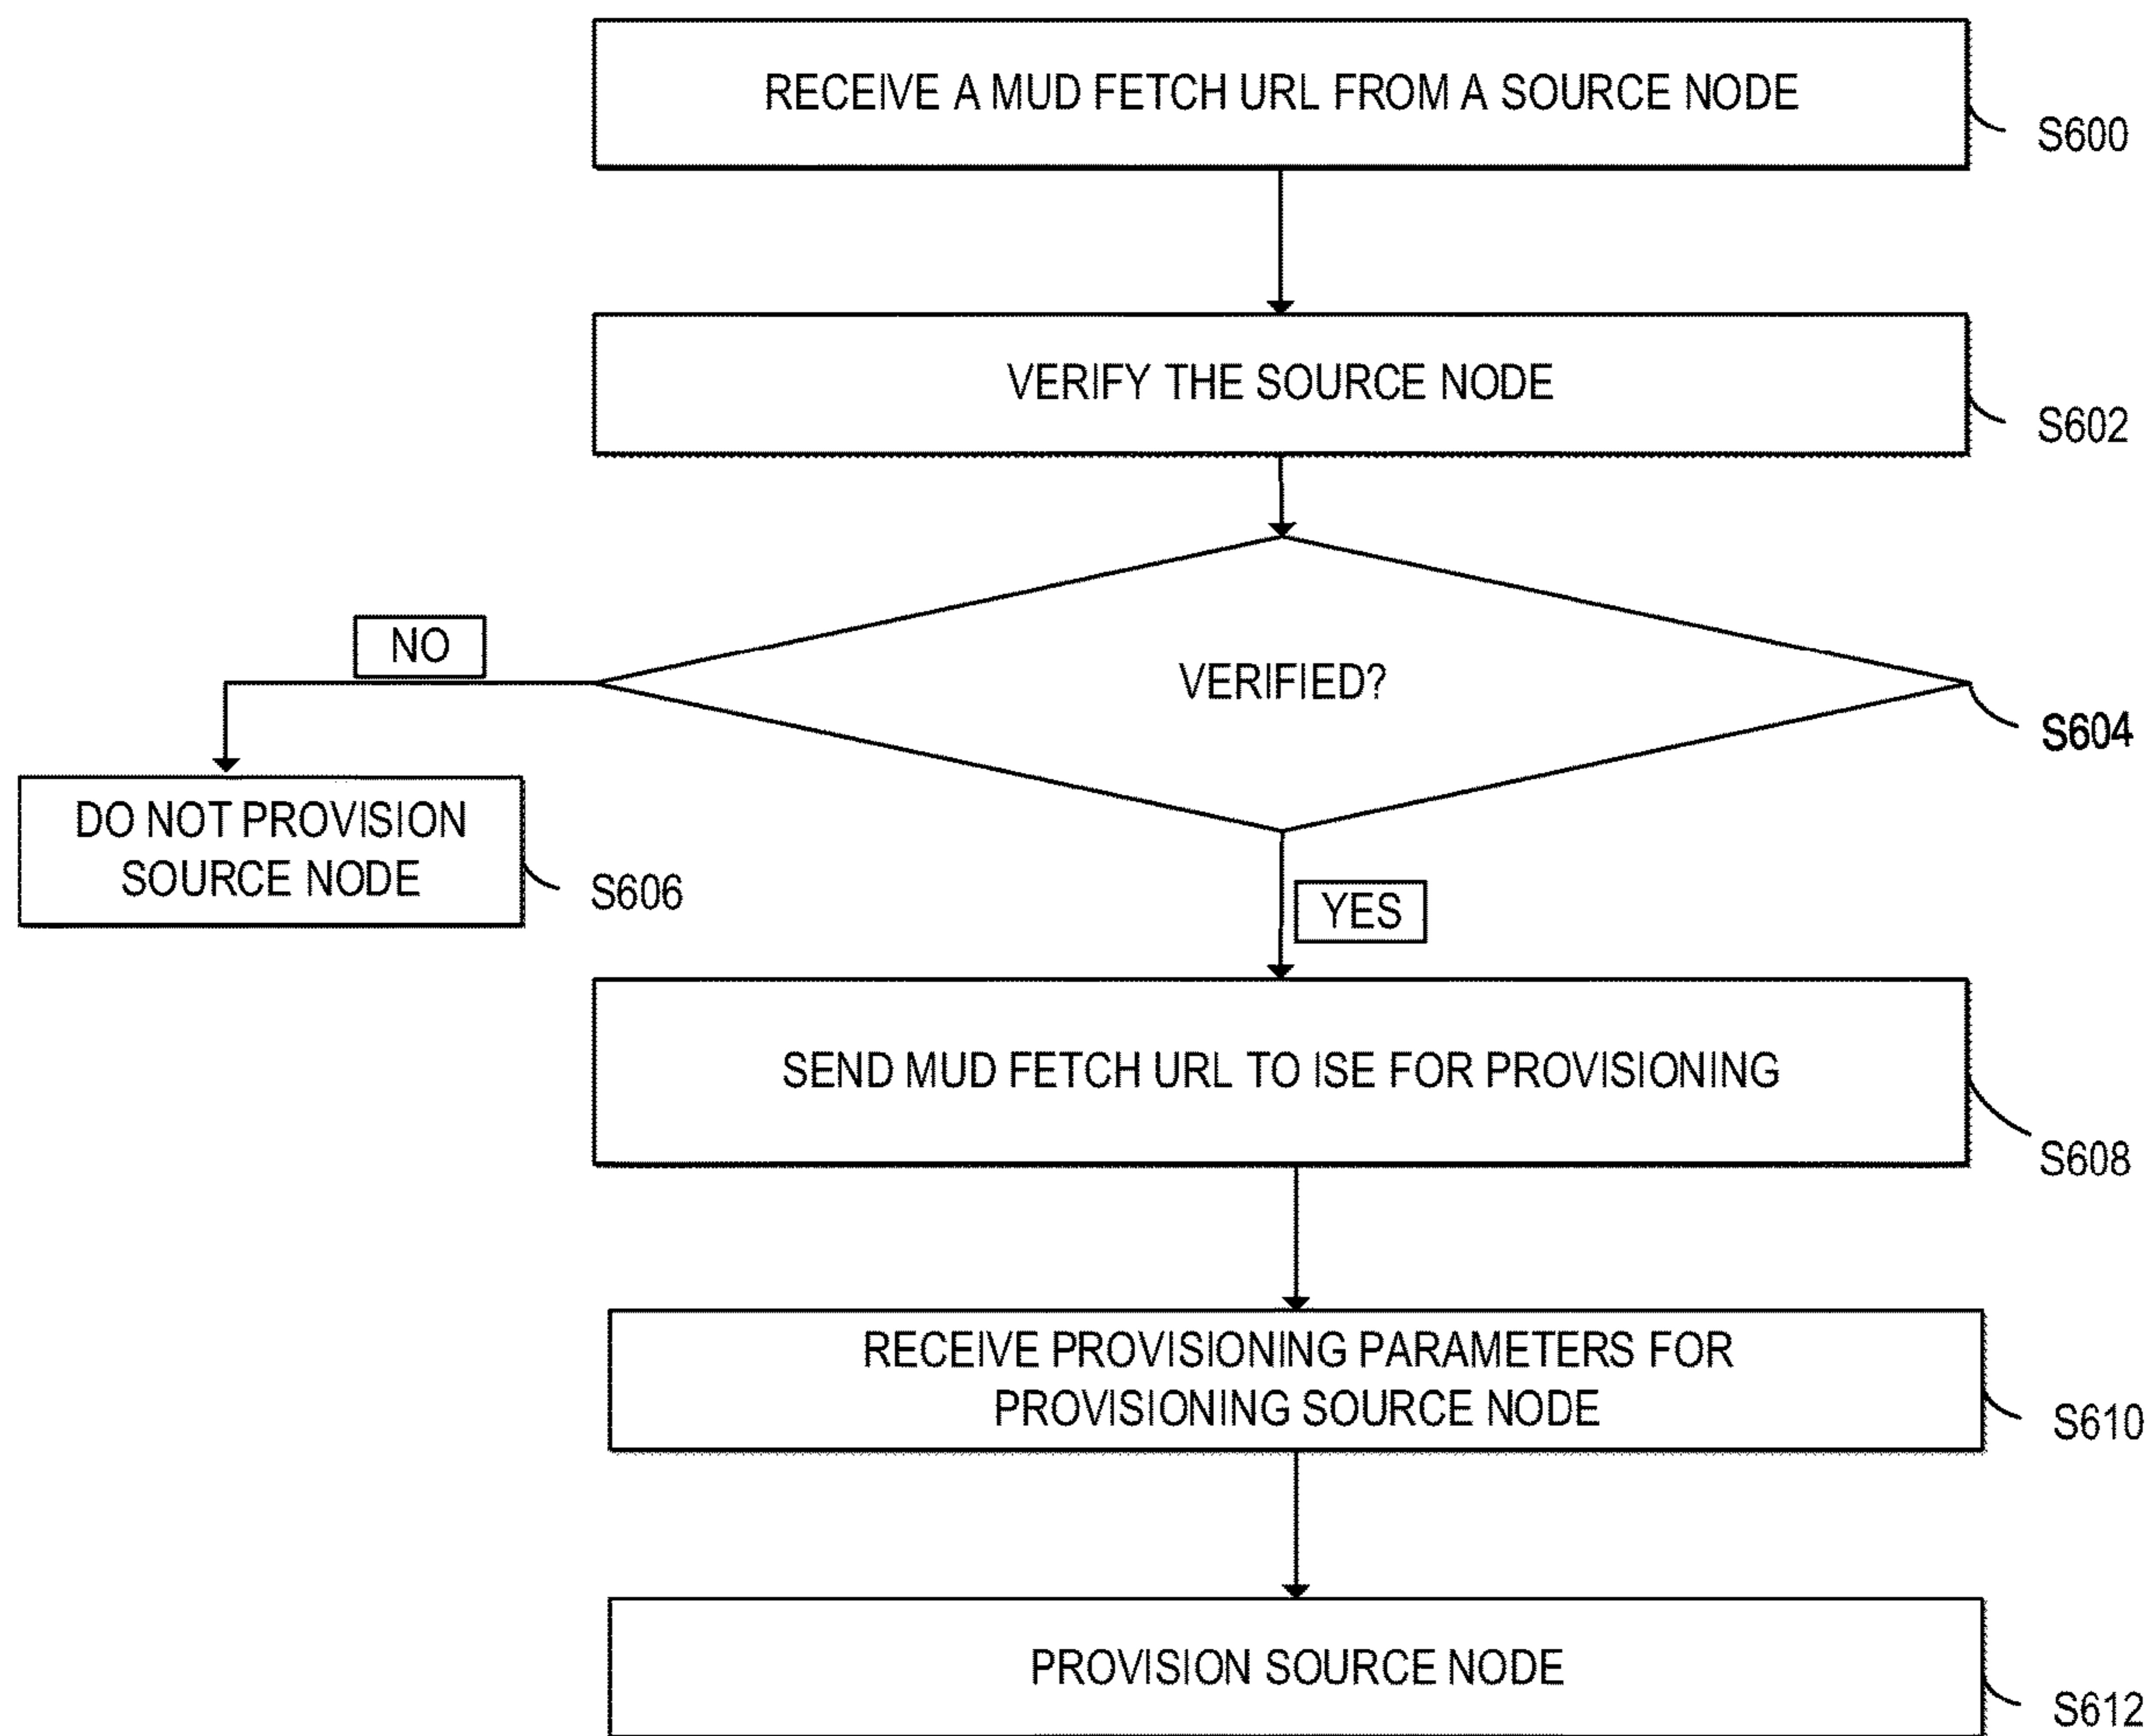 RECEIVE A MUD FETCH URL FROM A SOURCE NODE
S600
VERIFY THE SOURCE NODE
S602
VERIFIED?
S604
NO
DO NOT PROVISION
SOURCE NODE
S606
YES
SEND MUD FETCH URL TO ISE FOR PROVISIONING
S608
RECEIVE PROVISIONING PARAMETERS FOR
PROVISIONING SOURCE NODE
S610
PROVISION SOURCE NODE
S612